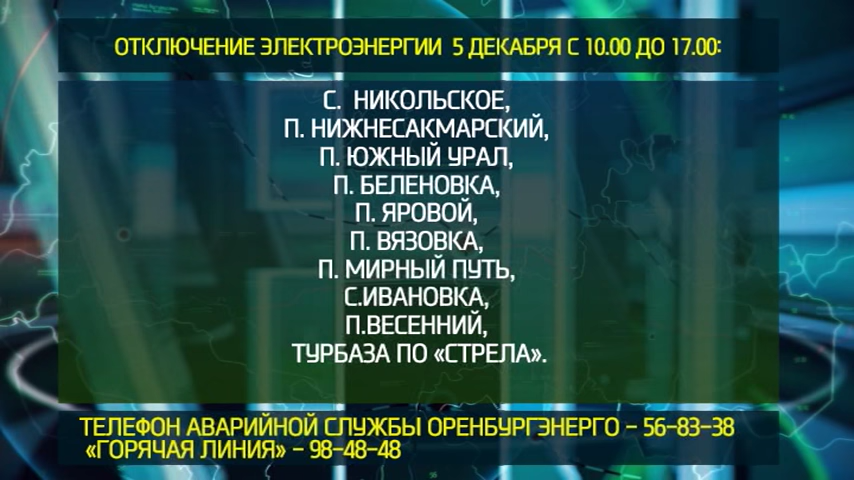 ОТКЛЮЧЕНИЕ ЭЛЕКТРОЭНЕРГИИ 5 ДЕКАБРЯ С 10.00 ДО 17.00:
С. НИКОЛЬСКОЕ,
П. НИЖНЕСАКМАРСКИЙ,
П. ЮЖНЫЙ УРАЛ,
П. БЕЛЕНОВКА,
П. ЯРОВОЙ,
П. ВЯЗОВКА,
П. МИРНЫЙ ПУТЬ,
С.ИВАНОВКА,
П.ВЕСЕННИЙ,
ТУРБАЗА ПО «СТРЕЛА».
ТЕЛЕФОН АВАРИЙНОЙ СЛУЖБЫ ОРЕНБУРГЭНЕРГО - 56-83-38
«ГОРЯЧАЯ ЛИНИЯ» - 98-48-48